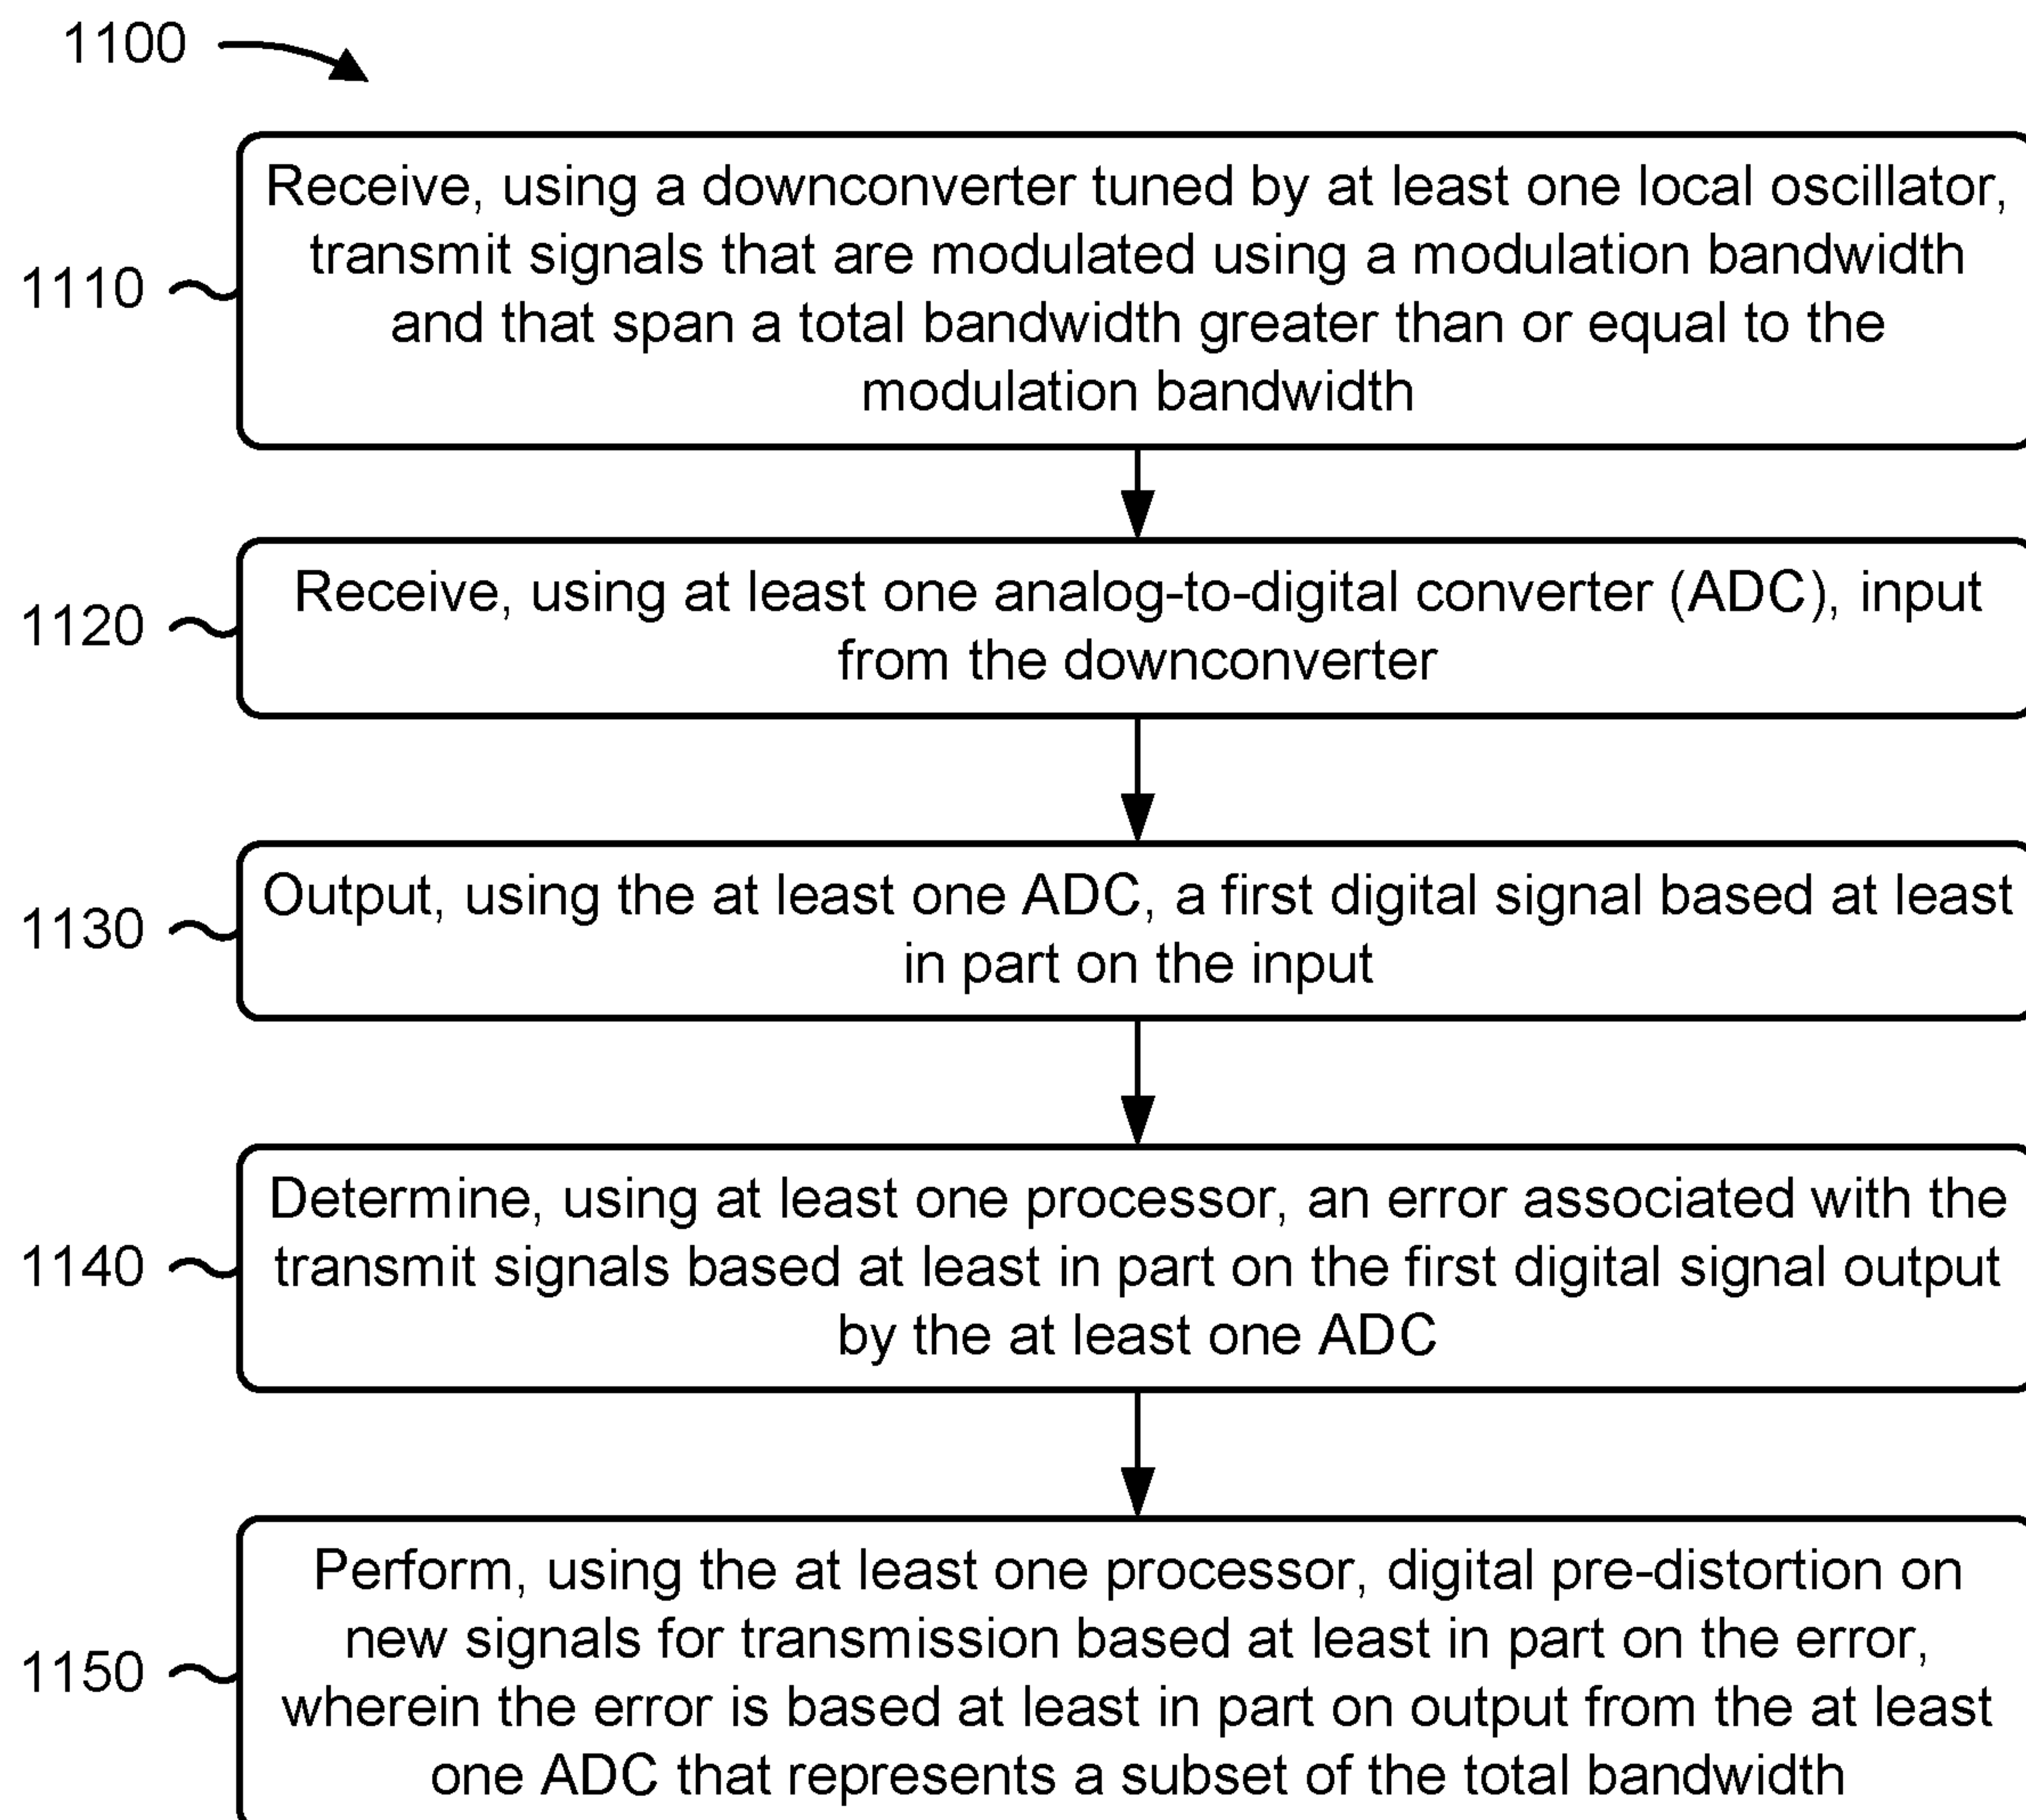 1100
Receive, using a downconverter tuned by at least one local oscillator,
transmit signals that are modulated using a modulation bandwidth
and that span a total bandwidth greater than or equal to the
modulation bandwidth
1110
Receive, using at least one analog-to-digital converter (ADC), input
from the downconverter
1120
Output, using the at least one ADC, a first digital signal based at least
in part on the input
1130
Determine, using at least one processor, an error associated with the
transmit signals based at least in part on the first digital signal output
by the at least one ADC
1140
Perform, using the at least one processor, digital pre-distortion on
new signals for transmission based at least in part on the error,
wherein the error is based at least in part on output from the at least
one ADC that represents a subset of the total bandwidth
1150